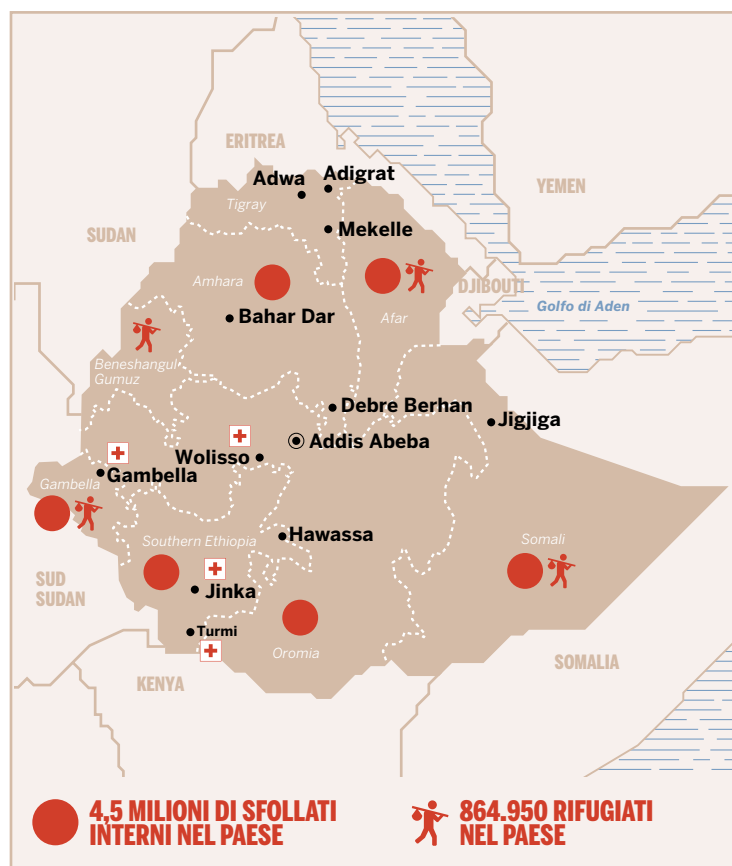 ERITREA
YEMEN
Adwa
Adigrat
Tigray
Mekelle
SUDAN
Amhara
DJIBOUTI
Afar
Golfo di Aden
Bahar Dar
Beneshangul
Gumuz
Debre Berhan
Jigjiga
Addis Abeba
Wolisso
Gambella
Gambella
Hawassa
Southern Ethiopia
Somali
SUD
SUDAN
Jinka
Turmi
Oromia
SOMALIA
KENYA
4,5 MILIONI DI SFOLLATI
INTERNI NEL PAESE
864.950 RIFUGIATI
NEL PAESE